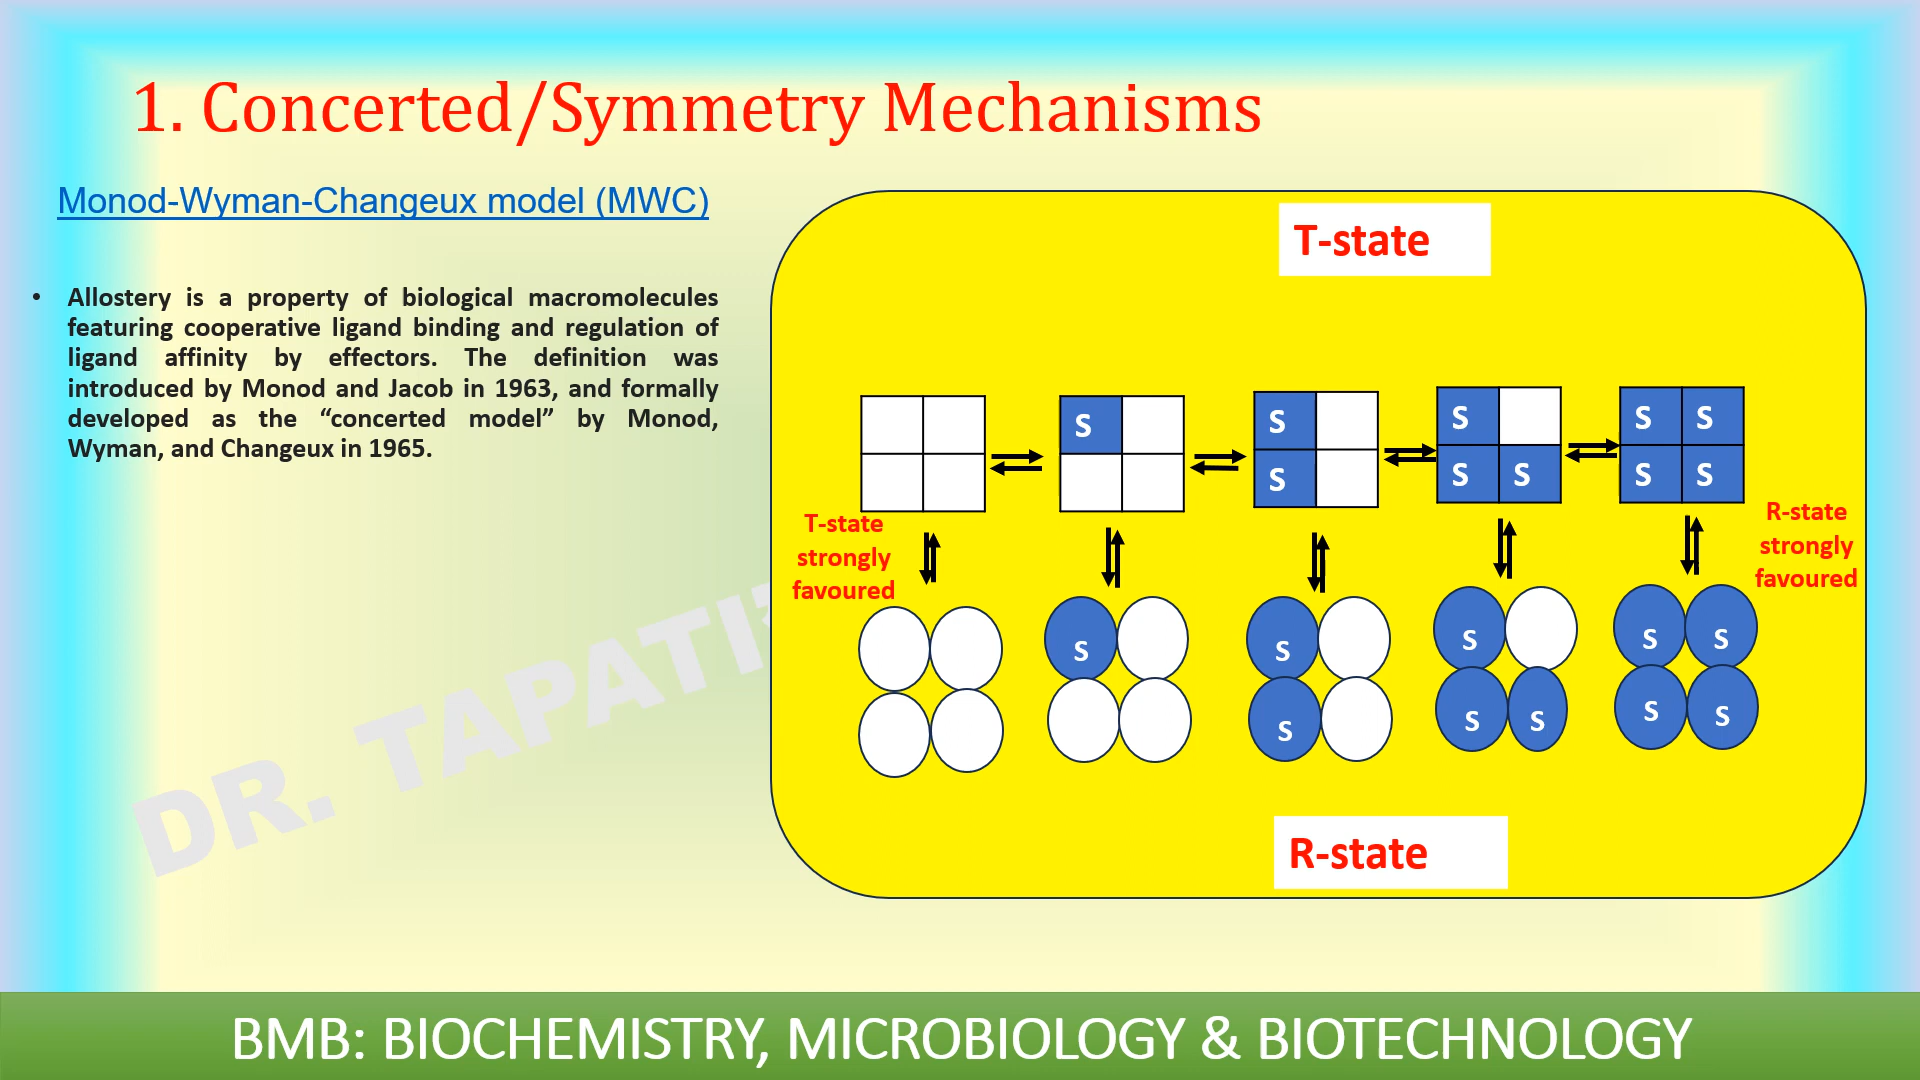 1. Concerted/Symmetry Mechanisms
Monod-Wyman-Changeux model (MWC)
• Allostery is a property of biological macromolecules
featuring cooperative ligand binding and regulation of
ligand affinity by effectors. The definition was
introduced by Monod and Jacob in 1963, and formally
developed as the “concerted model” by Monod,
Wyman, and Changeux in 1965.
T-state
S
S
S
S
S S
S S
S S
T-state
strongly
favoured
R-state
strongly
favoured
S
S
S
S
S S
S S
S S
R-state
DR.
BMB: BIOCHEMISTRY, MICROBIOLOGY & BIOTECHNOLOGY